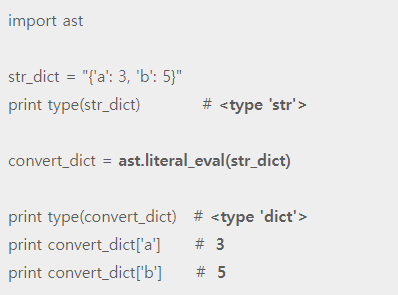 import ast
str_dict = "{'a': 3, 'b': 5}"
print type(str_dict) # <type 'str'>
convert_dict = ast.literal_eval(str_dict)
print type(convert_dict) # <type 'dict'>
print convert_dict['a'] # 3
print convert_dict['b'] # 5